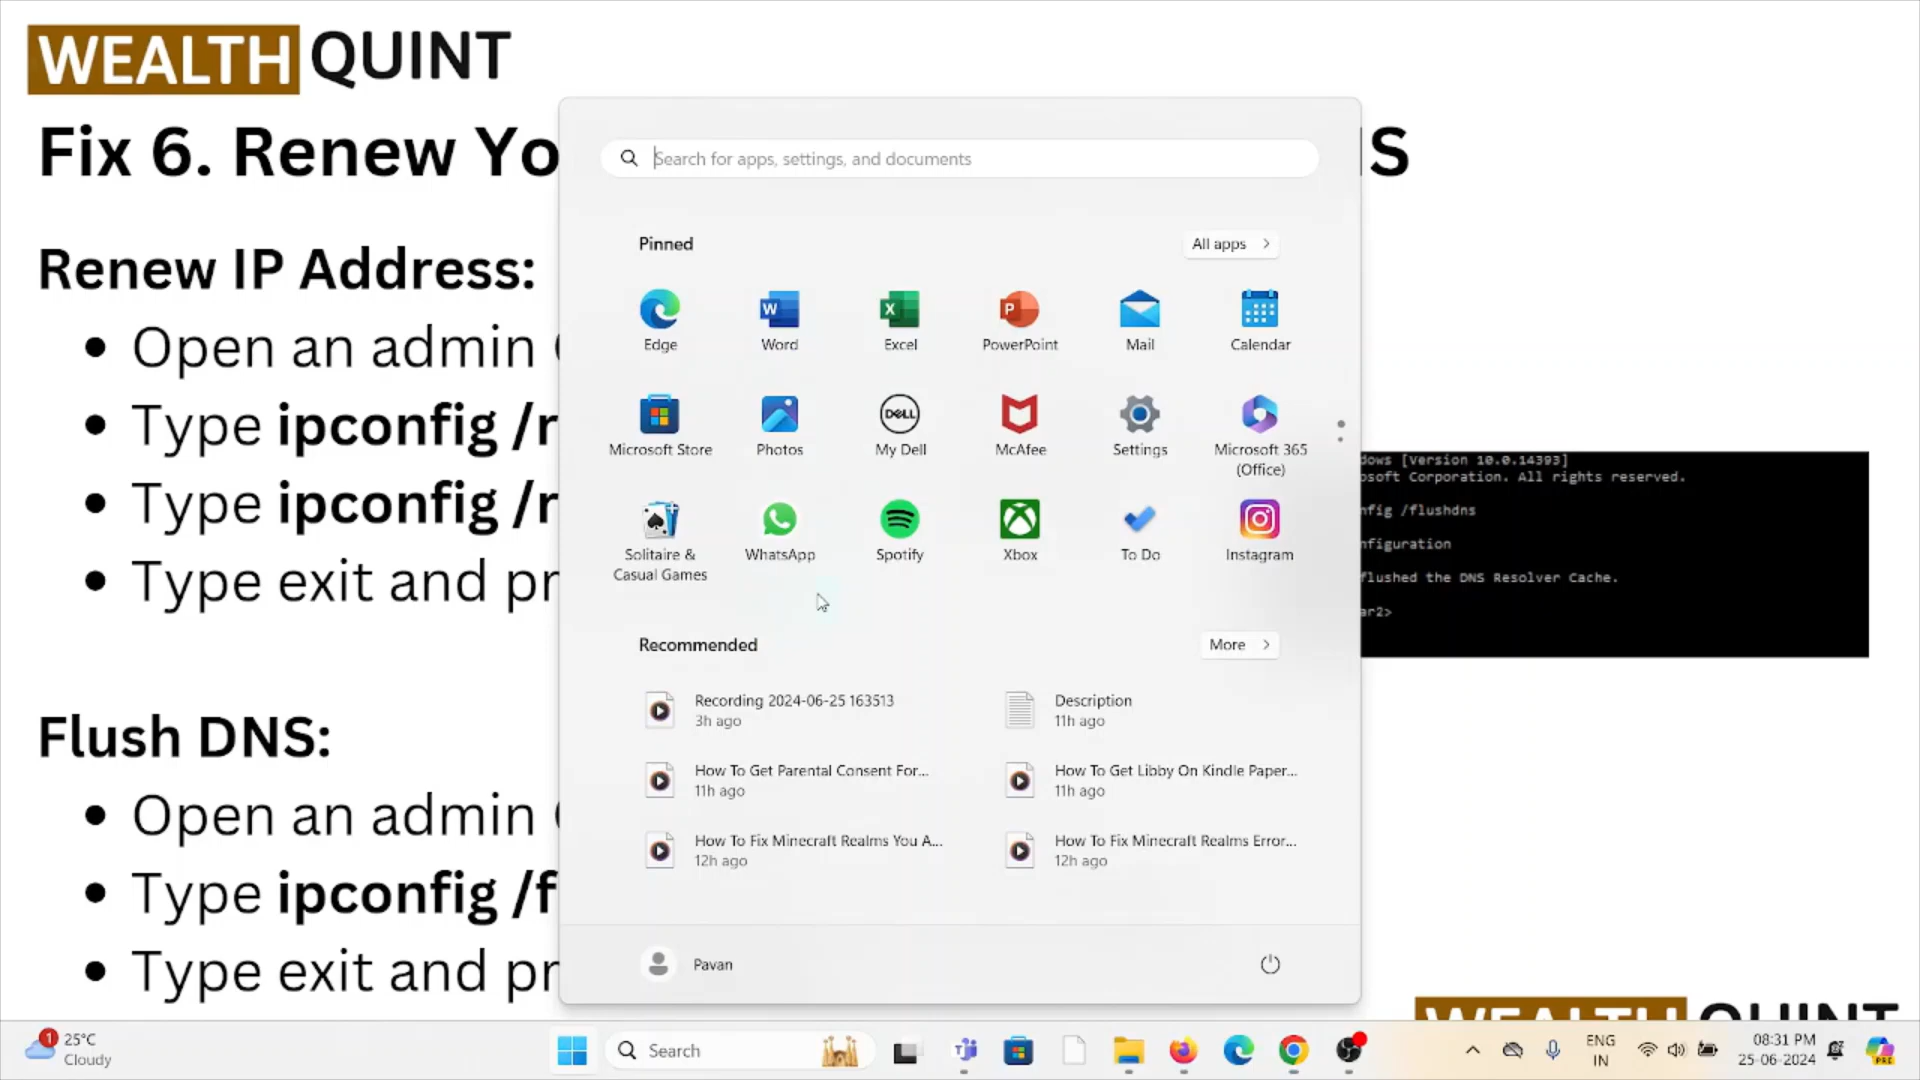 WEALTH QUINT
Fix 6. Renew Yo
S
Renew IP Address:
Open an admin
Type ipconfig /r
Type ipconfig /r
Type exit and pr
Flush DNS:
Open an admin
Type ipconfig /f
Type exit and pr
Search for apps, settings, and documents
Pinned
All apps
Edge
Word
Excel
PowerPoint
Mail
Calendar
Microsoft Store
Photos
My Dell
McAfee
Settings
Microsoft 365
(Office)
Solitaire &
Casual Games
WhatsApp
Spotify
Xbox
To Do
Instagram
Recommended
More
Recording 2024-06-25 163513
3h ago
Description
11h ago
How To Get Parental Consent For...
11h ago
How To Get Libby On Kindle Paper...
11h ago
How To Fix Minecraft Realms You A...
12h ago
How To Fix Minecraft Realms Error...
12h ago
Pavan
dows [Version 10.0.14393]
osoft Corporation. All rights reserved.
nfig /flushdns
nfiguration
flushed the DNS Resolver Cache.
ar2>
WEALTH QUINT
1
25°C
Cloudy
Search
ENG
IN
08:31 PM
25-06-2024
PRE